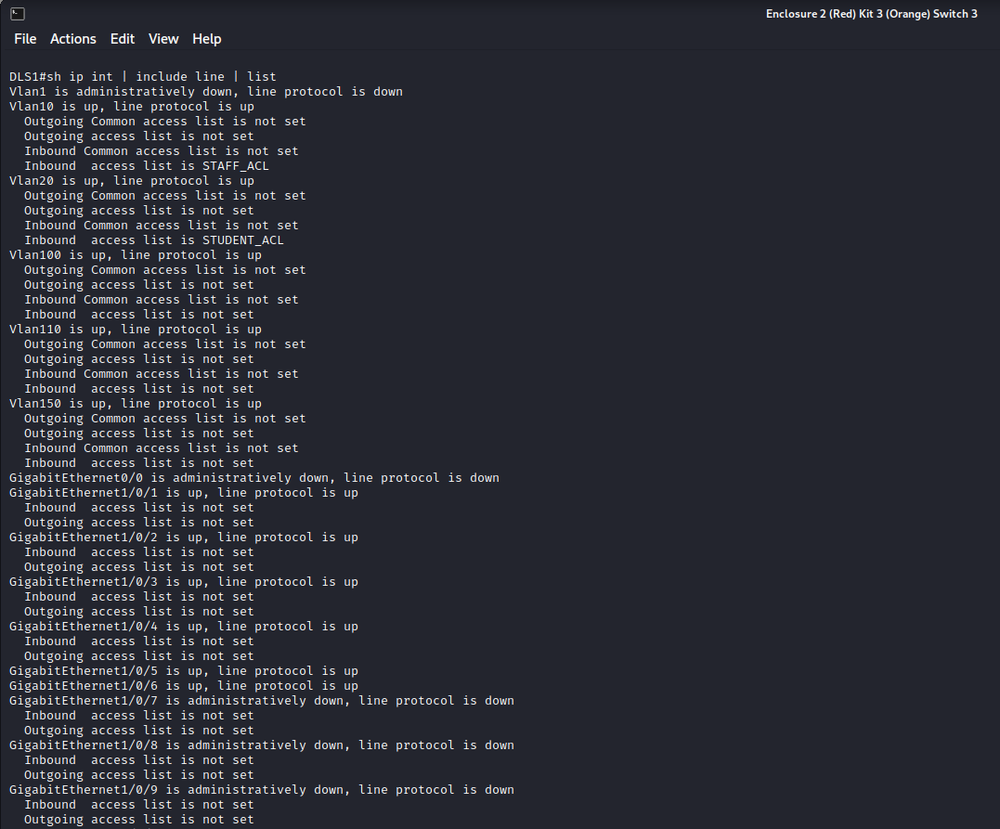 Enclosure 2 (Red) Kit 3 (Orange) Switch 3
File Actions Edit View Help
DLS1#sh ip int | include line | list
Vlan1 is administratively down, line protocol is down
Vlan10 is up, line protocol is up
  Outgoing Common access list is not set
  Outgoing access list is not set
  Inbound Common access list is not set
  Inbound  access list is STAFF_ACL
Vlan20 is up, line protocol is up
  Outgoing Common access list is not set
  Outgoing access list is not set
  Inbound Common access list is not set
  Inbound  access list is STUDENT_ACL
Vlan100 is up, line protocol is up
  Outgoing Common access list is not set
  Outgoing access list is not set
  Inbound Common access list is not set
  Inbound  access list is not set
Vlan110 is up, line protocol is up
  Outgoing Common access list is not set
  Outgoing access list is not set
  Inbound Common access list is not set
  Inbound  access list is not set
Vlan150 is up, line protocol is up
  Outgoing Common access list is not set
  Outgoing access list is not set
  Inbound Common access list is not set
  Inbound  access list is not set
GigabitEthernet0/0 is administratively down, line protocol is down
GigabitEthernet1/0/1 is up, line protocol is up
  Inbound  access list is not set
  Outgoing access list is not set
GigabitEthernet1/0/2 is up, line protocol is up
  Inbound  access list is not set
  Outgoing access list is not set
GigabitEthernet1/0/3 is up, line protocol is up
  Inbound  access list is not set
  Outgoing access list is not set
GigabitEthernet1/0/4 is up, line protocol is up
  Inbound  access list is not set
  Outgoing access list is not set
GigabitEthernet1/0/5 is up, line protocol is up
GigabitEthernet1/0/6 is up, line protocol is up
GigabitEthernet1/0/7 is administratively down, line protocol is down
  Inbound  access list is not set
  Outgoing access list is not set
GigabitEthernet1/0/8 is administratively down, line protocol is down
  Inbound  access list is not set
  Outgoing access list is not set
GigabitEthernet1/0/9 is administratively down, line protocol is down
  Inbound  access list is not set
  Outgoing access list is not set